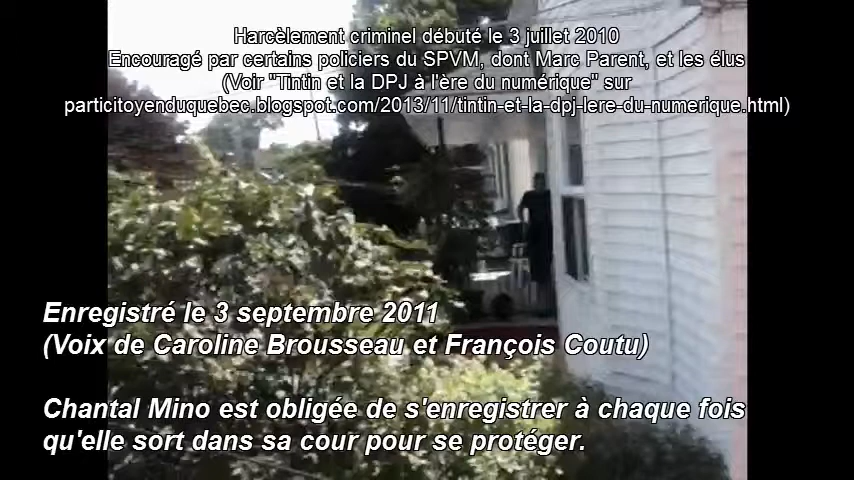 Harcèlement criminel débuté le 3 juillet 2010
Encouragé par certains policiers du SPVM, dont Marc Parent, et les élus
(Voir "Tintin et la DPJ à l'ère du numérique" sur
particitoyenduquebec.blogspot.com/2013/11/tintin-et-la-dpj-lere-du-numerique.html)
Enregistré le 3 septembre 2011
(Voix de Caroline Brousseau et François Coutu)
Chantal Mino est obligée de s'enregistrer à chaque fois
qu'elle sort dans sa cour pour se protéger.